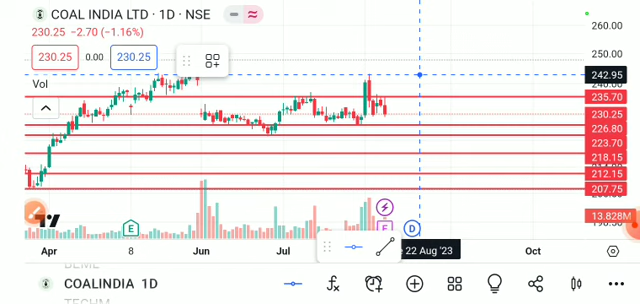 COAL INDIA LTD · 1D · NSE
230.25 −2.70 (−1.16%)
230.25 0.00 230.25
Vol
260.00
250.00
242.95
240.00
235.70
230.25
226.80
223.70
218.15
212.15
207.75
13.828M
E E D
Apr 8 Jun Jul 22 Aug '23 Oct
COALINDIA 1D